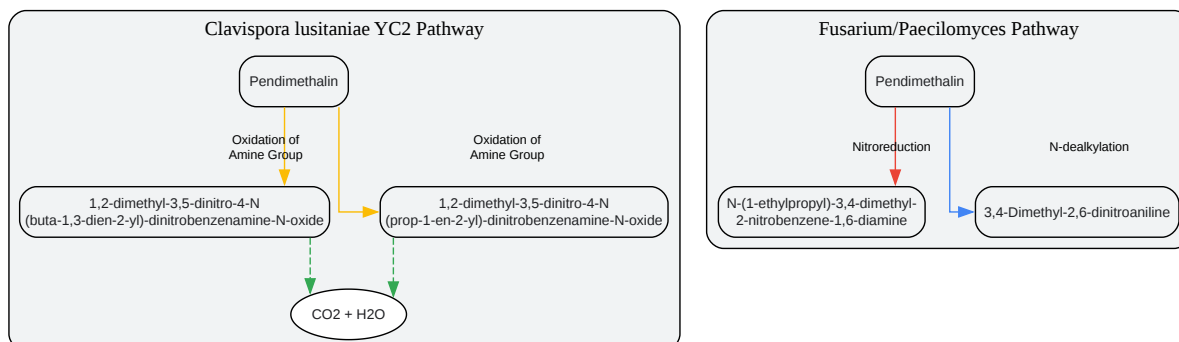 Clavispora lusitaniae YC2 Pathway
Pendimethalin
Oxidation of
Amine Group
Oxidation of
Amine Group
1,2-dimethyl-3,5-dinitro-4-N
(buta-1,3-dien-2-yl)-dinitrobenzenamine-N-oxide
1,2-dimethyl-3,5-dinitro-4-N
(prop-1-en-2-yl)-dinitrobenzenamine-N-oxide
CO2 + H2O
Fusarium/Paecilomyces Pathway
Pendimethalin
Nitroreduction
N-dealkylation
N-(1-ethylpropyl)-3,4-dimethyl-
2-nitrobenzene-1,6-diamine
3,4-Dimethyl-2,6-dinitroaniline